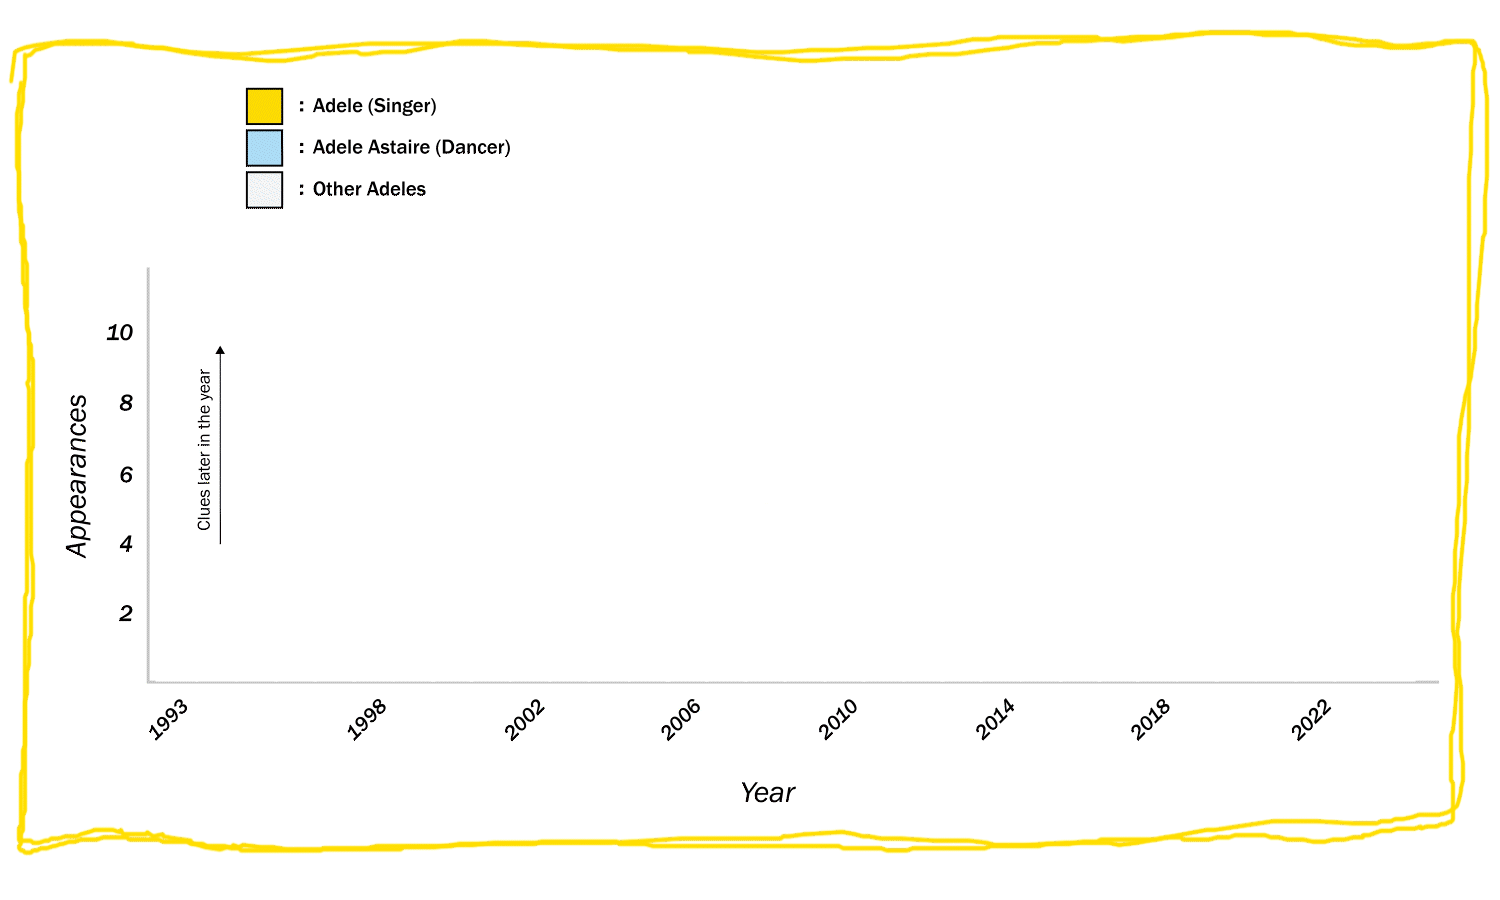 : Adele (Singer)
: Adele Astaire (Dancer)
: Other Adeles
10
8
6
4
2
Appearances
Clues later in the year
1993
1998
2002
2006
2010
2014
2018
2022
Year